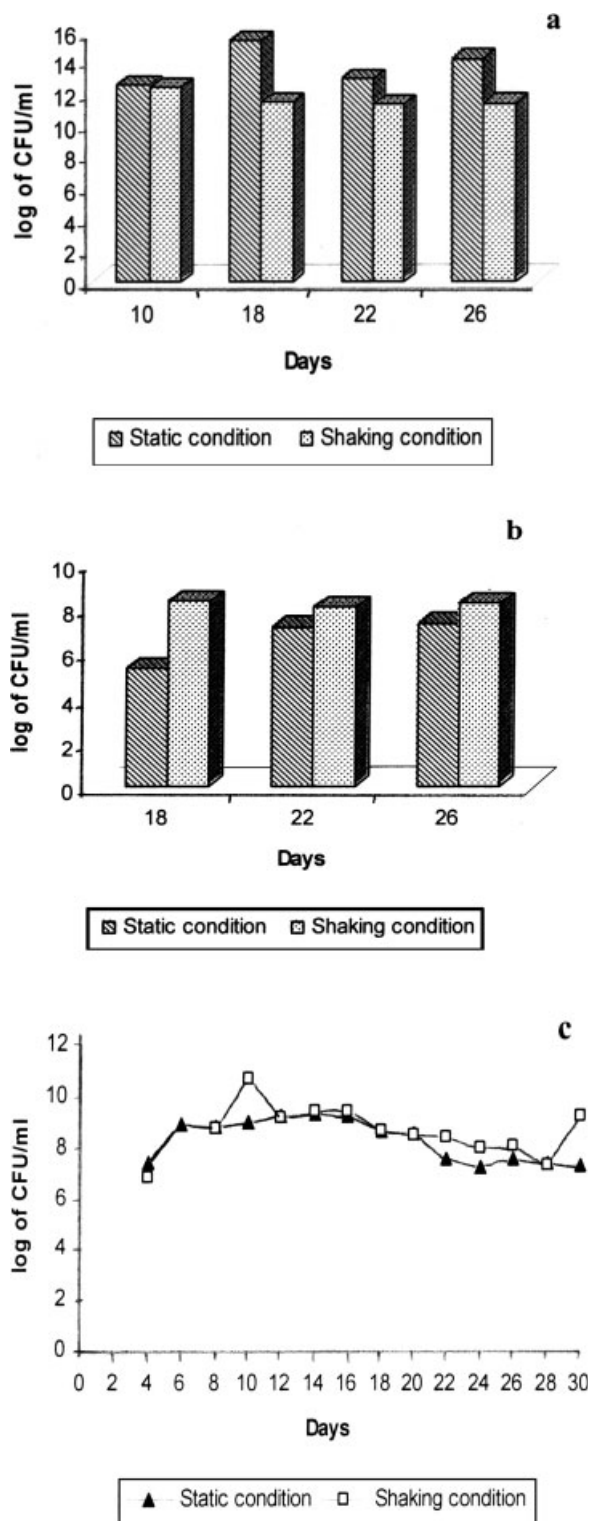 a
16
14
12
10
8
6
4
2
0
log of CFU/ml
10 18 22 26
Days
Static condition Shaking condition
b
10
8
6
4
2
0
log of CFU/ml
18 22 26
Days
Static condition Shaking condition
c
12
10
8
6
4
2
0
log of CFU/ml
0 2 4 6 8 10 12 14 16 18 20 22 24 26 28 30
Days
Static condition Shaking condition